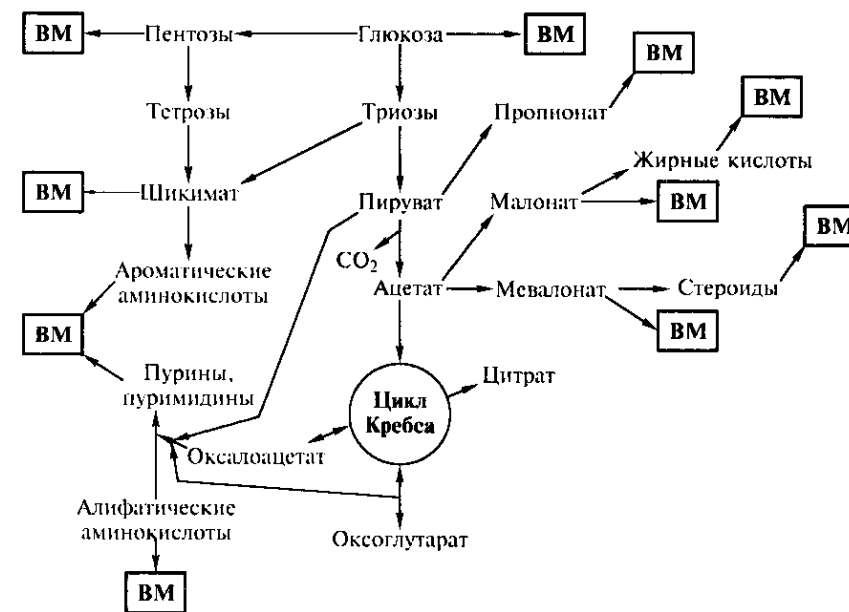 ВМ Пентозы Глюкоза ВМ
ВМ
Тетрозы Триозы Пропионат
ВМ
Жирные кислоты
ВМ Шикимат Пируват Малонат ВМ
ВМ
CO2
Ароматические
аминокислоты
Ацетат Мевалонат Стероиды
ВМ ВМ
Пурины,
пуримидины
Цитрат
Цикл
Кребса
Оксалоацетат
Алифатические
аминокислоты
Оксоглутарат
ВМ